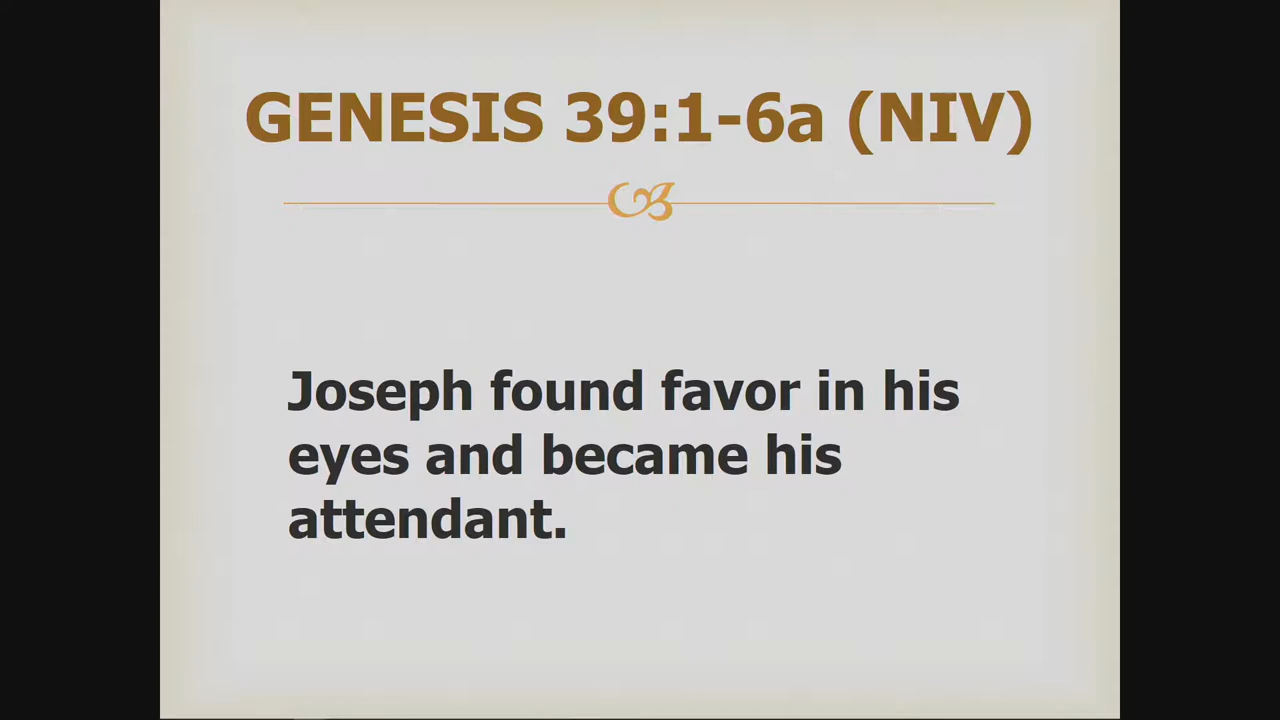 GENESIS 39:1-6a (NIV)
Joseph found favor in his
eyes and became his
attendant.